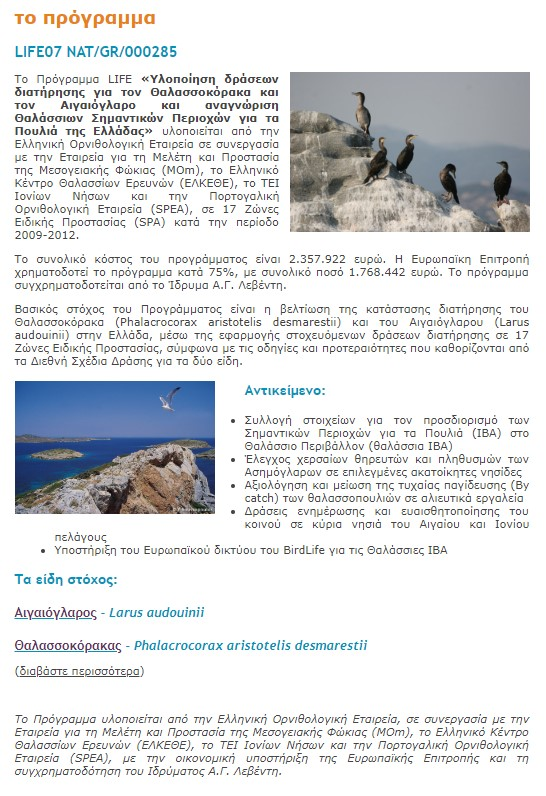 το πρόγραμμα
LIFE07 NAT/GR/000285
Το Πρόγραμμα LIFE «Υλοποίηση δράσεων
διατήρησης για τον Θαλασσοκόρακα και
τον Αιγαιόγλαρο και αναγνώριση
Θαλάσσιων Σημαντικών Περιοχών για τα
Πουλιά της Ελλάδας» υλοποιείται από την
Ελληνική Ορνιθολογική Εταιρεία σε συνεργασία
με την Εταιρεία για τη Μελέτη και Προστασία
της Μεσογειακής Φώκιας (MOm), το Ελληνικό
Κέντρο Θαλασσίων Ερευνών (ΕΛΚΕΘΕ), το ΤΕΙ
Ιονίων Νήσων και την Πορτογαλική
Ορνιθολογική Εταιρεία (SPEA), σε 17 Ζώνες
Ειδικής Προστασίας (SPA) κατά την περίοδο
2009-2012.
Το συνολικό κόστος του προγράμματος είναι 2.357.922 ευρώ. Η Ευρωπαϊκη Επιτροπή
χρηματοδοτεί το πρόγραμμα κατά 75%, με συνολικό ποσό 1.768.442 ευρώ. Το πρόγραμμα
συγχρηματοδοτείται από το Ίδρυμα Α.Γ. Λεβέντη.
Βασικός στόχος του Προγράμματος είναι η βελτίωση της κατάστασης διατήρησης του
Θαλασσοκόρακα (Phalacrocorax aristotelis desmarestii) και του Αιγαιόγλαρου (Larus
audouinii) στην Ελλάδα, μέσω της εφαρμογής στοχευόμενων δράσεων διατήρησης σε 17
Ζώνες Ειδικής Προστασίας, σύμφωνα με τις οδηγίες και προτεραιότητες που καθορίζονται από
τα Διεθνή Σχέδια Δράσης για τα δύο είδη.
Αντικείμενο:
• Συλλογή στοιχείων για τον προσδιορισμό των
Σημαντικών Περιοχών για τα Πουλιά (ΙΒΑ) στο
Θαλάσσιο Περιβάλλον (θαλάσσια ΙΒΑ)
• Έλεγχος χερσαίων θηρευτών και πληθυσμών των
Ασημόγλαρων σε επιλεγμένες ακατοίκητες νησίδες
• Αξιολόγηση και μείωση της τυχαίας παγίδευσης (By
catch) των θαλασσοπουλιών σε αλιευτικά εργαλεία
• Δράσεις ενημέρωσης και ευαισθητοποίησης του
κοινού σε κύρια νησιά του Αιγαίου και Ιονίου
πελάγους
• Υποστήριξη του Ευρωπαϊκού δικτύου του BirdLife για τις Θαλάσσιες ΙΒΑ
Τα είδη στόχος:
Αιγαιόγλαρος - Larus audouinii
Θαλασσοκόρακας - Phalacrocorax aristotelis desmarestii
(διαβάστε περισσότερα)
Το Πρόγραμμα υλοποιείται από την Ελληνική Ορνιθολογική Εταιρεία, σε συνεργασία με την
Εταιρεία για τη Μελέτη και Προστασία της Μεσογειακής Φώκιας (MOm), το Ελληνικό Κέντρο
Θαλασσίων Ερευνών (ΕΛΚΕΘΕ), το ΤΕΙ Ιονίων Νήσων και την Πορτογαλική Ορνιθολογική
Εταιρεία (SPEA), με την οικονομική υποστήριξη της Ευρωπαϊκής Επιτροπής και τη
συγχρηματοδότηση του Ιδρύματος Α.Γ. Λεβέντη.